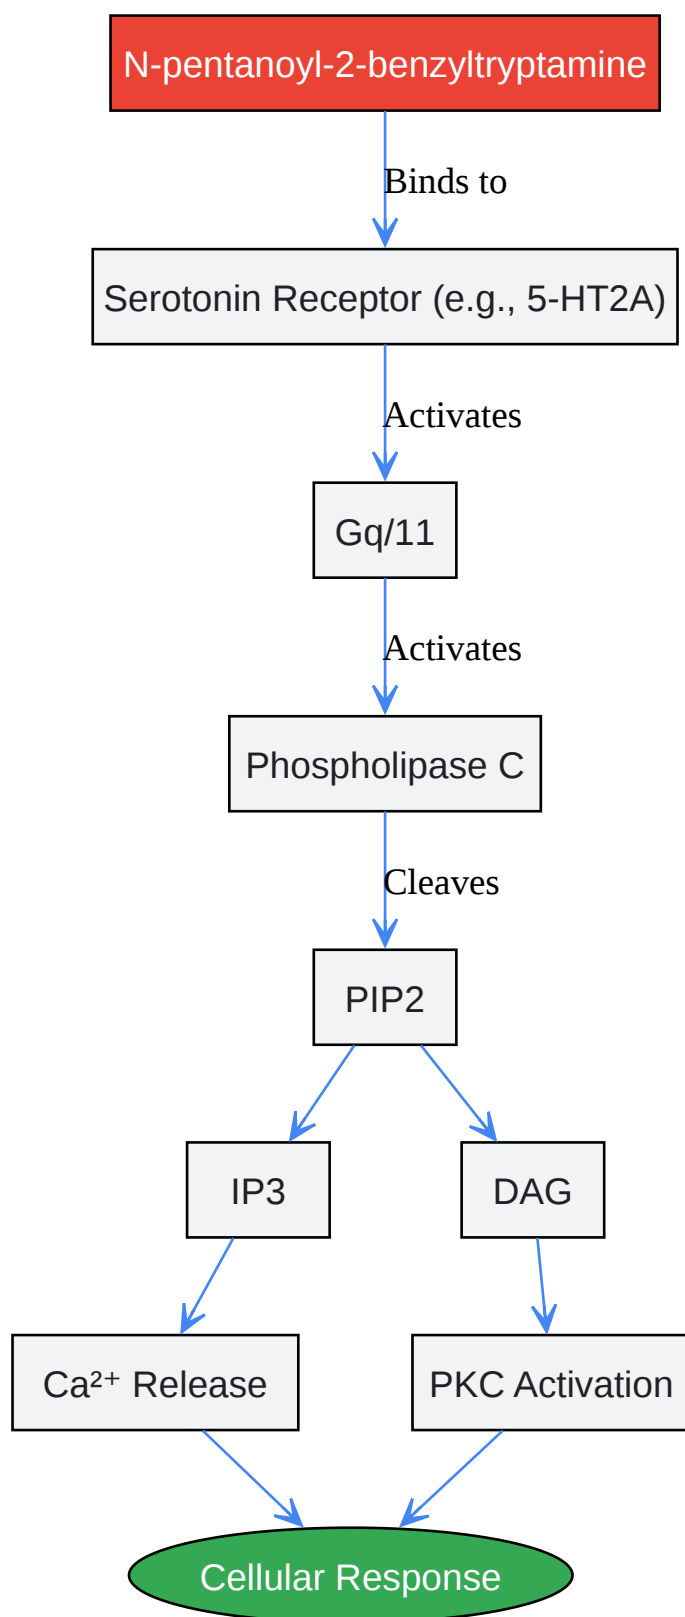 N-pentanoyl-2-benzyltryptamine
Binds to
Serotonin Receptor (e.g., 5-HT2A)
Activates
Gq/11
Activates
Phospholipase C
Cleaves
PIP2
IP3
DAG
Ca²⁺ Release
PKC Activation
Cellular Response